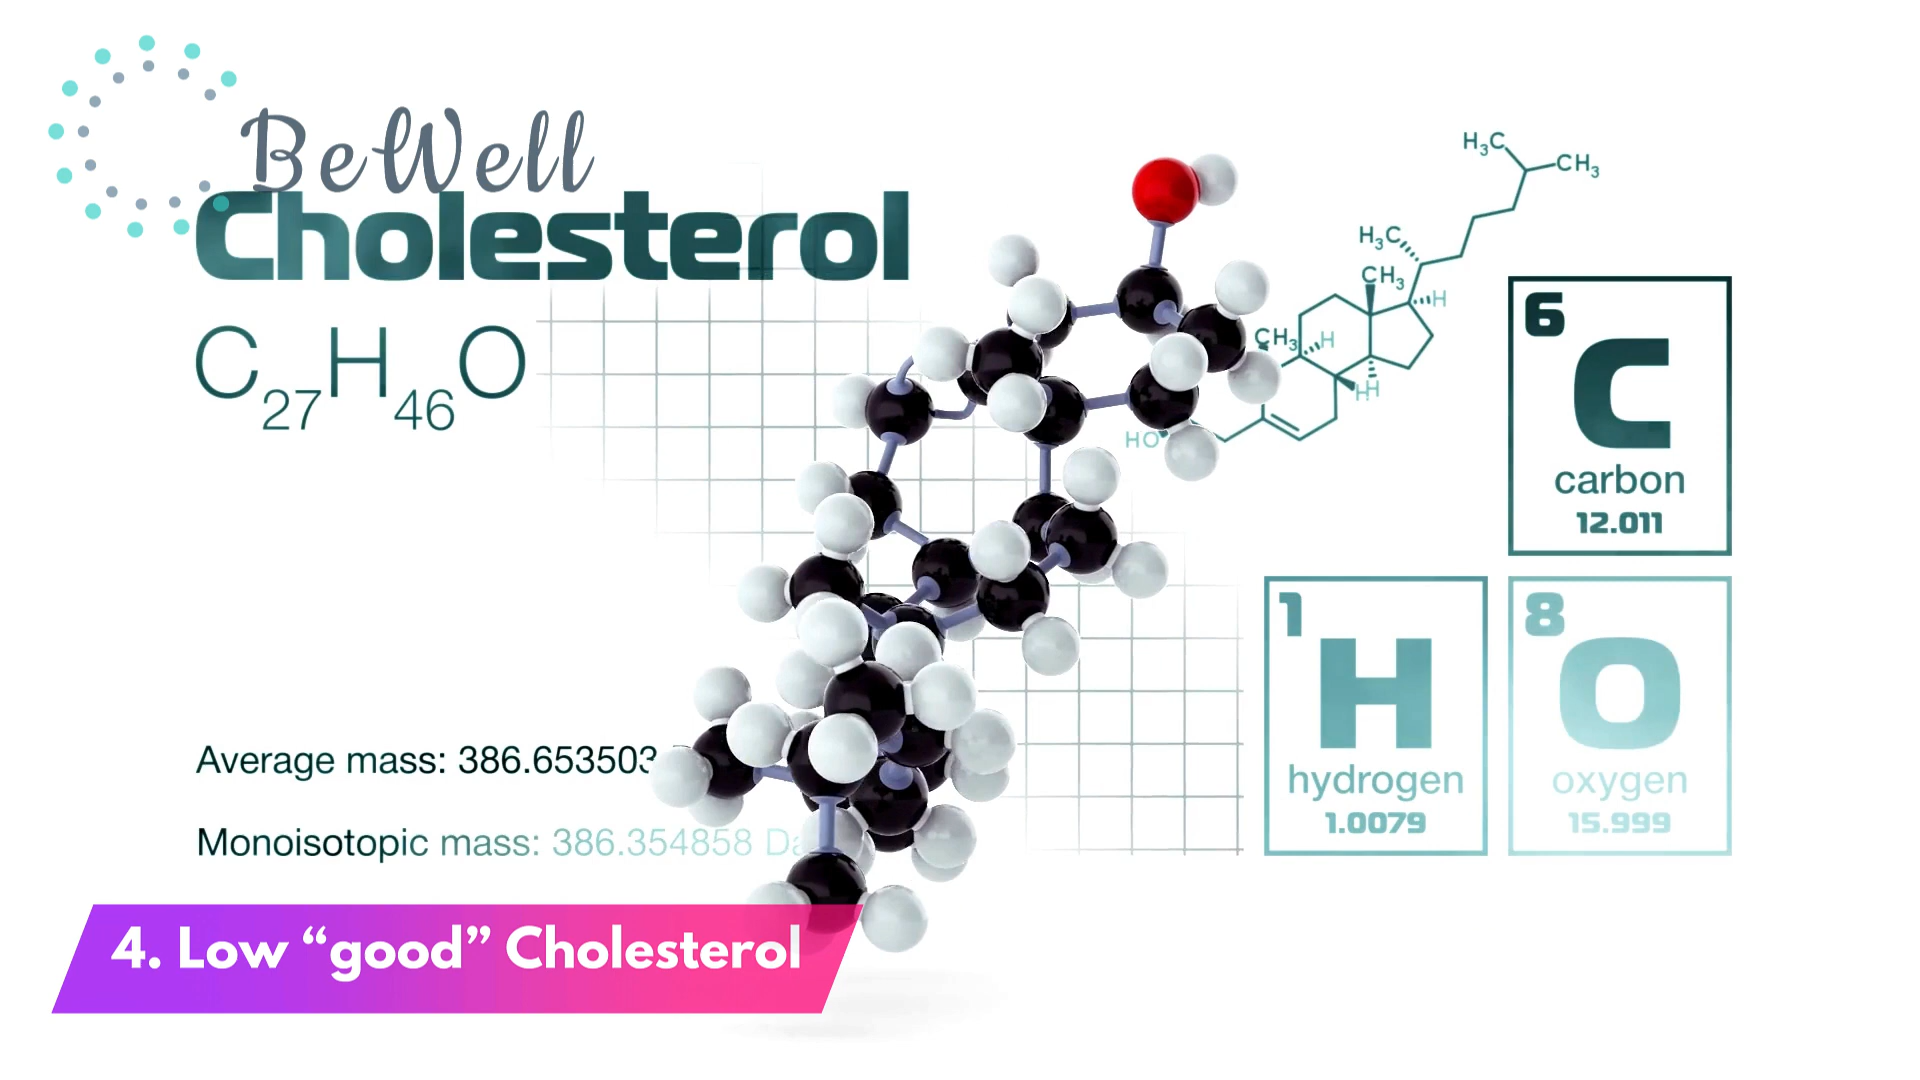 BeWell
Cholesterol
C27H46O
H3C
CH3
H3C
CH3
H
CH3
H
H
H
HO
6
C
carbon
12.011
1
H
hydrogen
1.0079
8
O
oxygen
15.999
Average mass: 386.653503
Monoisotopic mass: 386.354858 Da
4. Low “good” Cholesterol